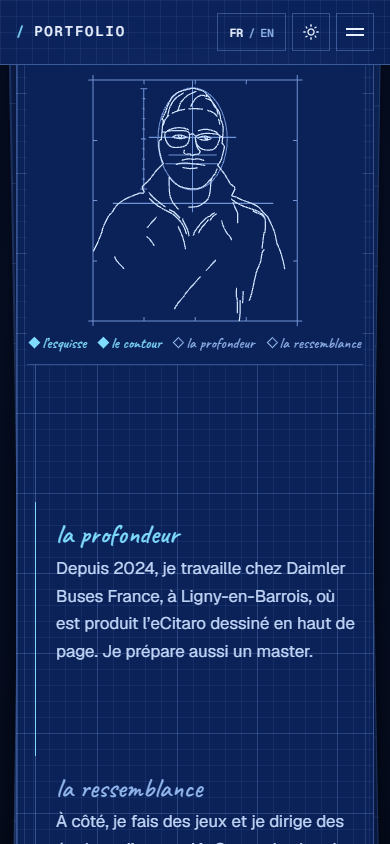 / PORTFOLIO
FR / EN
l'esquisse le contour la profondeur la ressemblance
la profondeur
Depuis 2024, je travaille chez Daimler
Buses France, à Ligny-en-Barrois, où
est produit l'eCitaro dessiné en haut de
page. Je prépare aussi un master.
la ressemblance
À côté, je fais des jeux et je dirige des